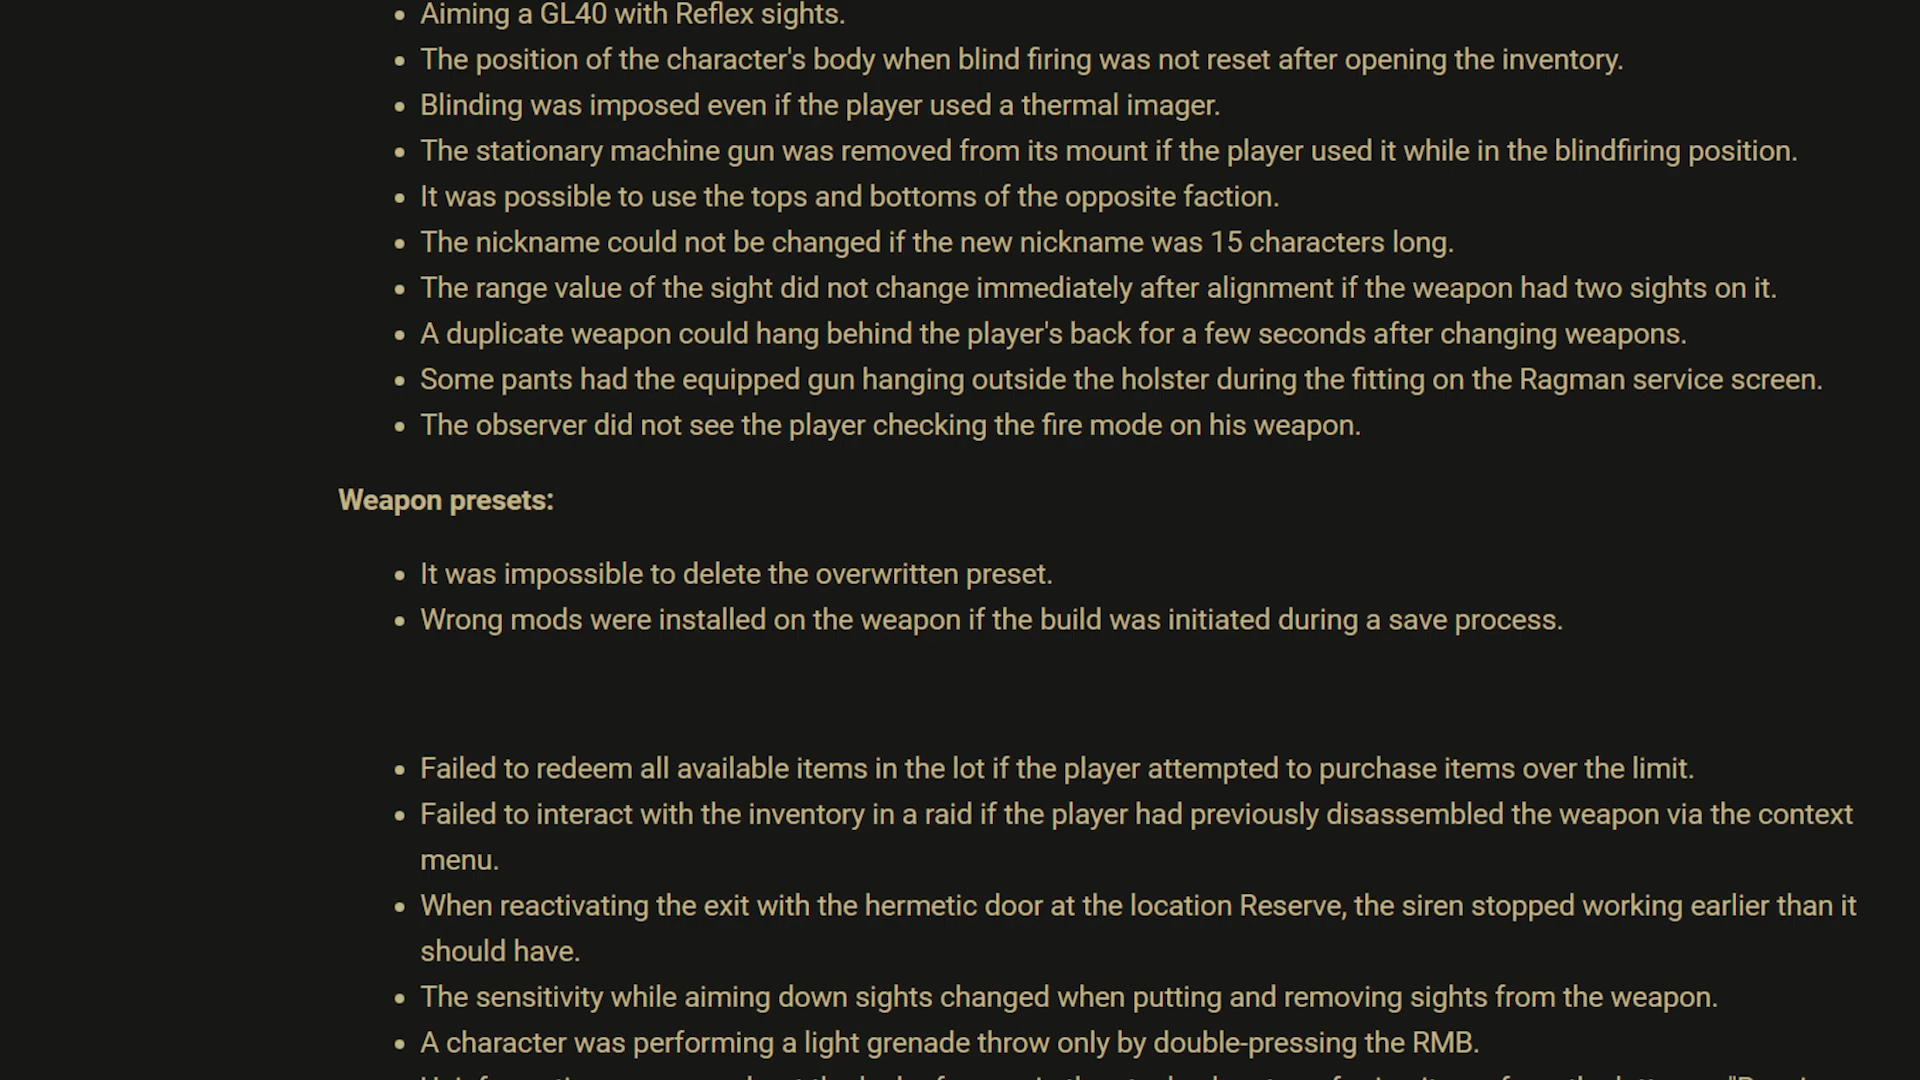 Aiming a GL40 with Reflex sights.
The position of the character's body when blind firing was not reset after opening the inventory.
Blinding was imposed even if the player used a thermal imager.
The stationary machine gun was removed from its mount if the player used it while in the blindfiring position.
It was possible to use the tops and bottoms of the opposite faction.
The nickname could not be changed if the new nickname was 15 characters long.
The range value of the sight did not change immediately after alignment if the weapon had two sights on it.
A duplicate weapon could hang behind the player's back for a few seconds after changing weapons.
Some pants had the equipped gun hanging outside the holster during the fitting on the Ragman service screen.
The observer did not see the player checking the fire mode on his weapon.
Weapon presets:
It was impossible to delete the overwritten preset.
Wrong mods were installed on the weapon if the build was initiated during a save process.
Failed to redeem all available items in the lot if the player attempted to purchase items over the limit.
Failed to interact with the inventory in a raid if the player had previously disassembled the weapon via the context
menu.
When reactivating the exit with the hermetic door at the location Reserve, the siren stopped working earlier than it
should have.
The sensitivity while aiming down sights changed when putting and removing sights from the weapon.
A character was performing a light grenade throw only by double-pressing the RMB.